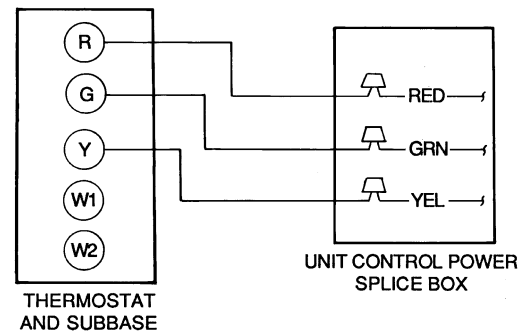 R
G
Y
W1
W2
RED
GRN
YEL
THERMOSTAT
AND SUBBASE
UNIT CONTROL POWER
SPLICE BOX